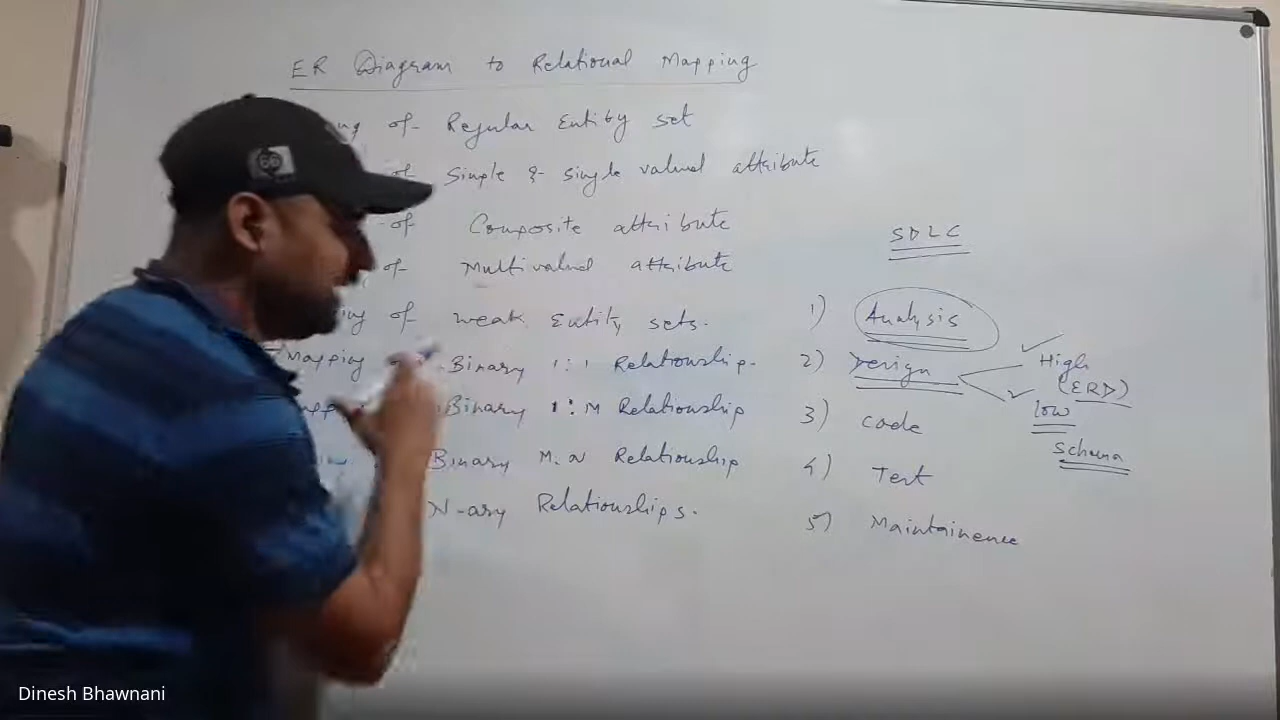 ER Diagram to Relational Mapping
of Regular Entity set
of Simple & single valued attribute
of Composite attribute
of Multivalued attribute
of weak Entity sets.
Mapping Binary 1:1 Relationship.
Binary 1:M Relationship
Binary M:N Relationship
N-ary Relationships.
SDLC
1) Analysis
2) Design
High
(ERD)
low
Schema
3) Code
4) Test
5) Maintainence
Dinesh Bhawnani